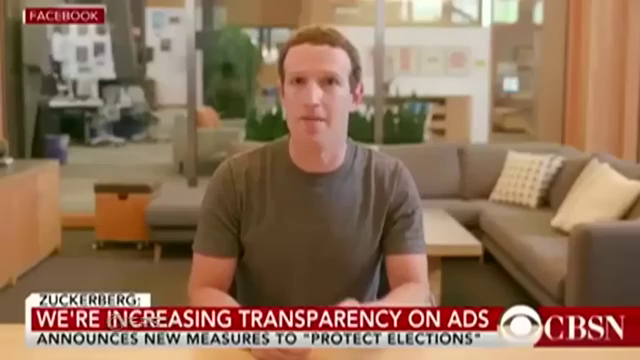 FACEBOOK
ZUCKERBERG:
WE'RE INCREASING TRANSPARENCY ON ADS
ANNOUNCES NEW MEASURES TO "PROTECT ELECTIONS"
CBSN